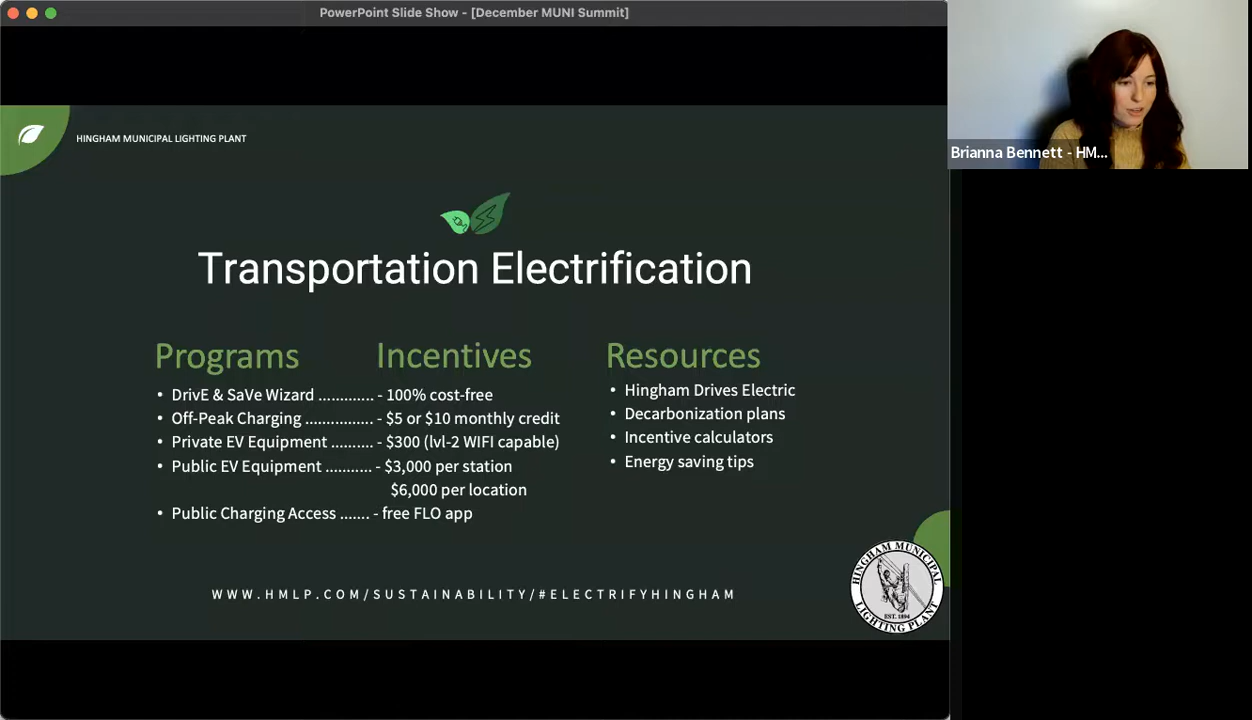 PowerPoint Slide Show - [December MUNI Summit]
HINGHAM MUNICIPAL LIGHTING PLANT
Brianna Bennett - HM...
Transportation Electrification
Programs
Incentives
• DrivE & SaVe Wizard ............. - 100% cost-free
• Off-Peak Charging ................ - $5 or $10 monthly credit
• Private EV Equipment .......... - $300 (lvl-2 WIFI capable)
• Public EV Equipment ........... - $3,000 per station
$6,000 per location
• Public Charging Access ....... - free FLO app
Resources
• Hingham Drives Electric
• Decarbonization plans
• Incentive calculators
• Energy saving tips
WWW.HMLP.COM/SUSTAINABILITY/#ELECTRIFYHINGHAM
HINGHAM MUNICIPAL
LIGHTING PLANT
EST. 1894